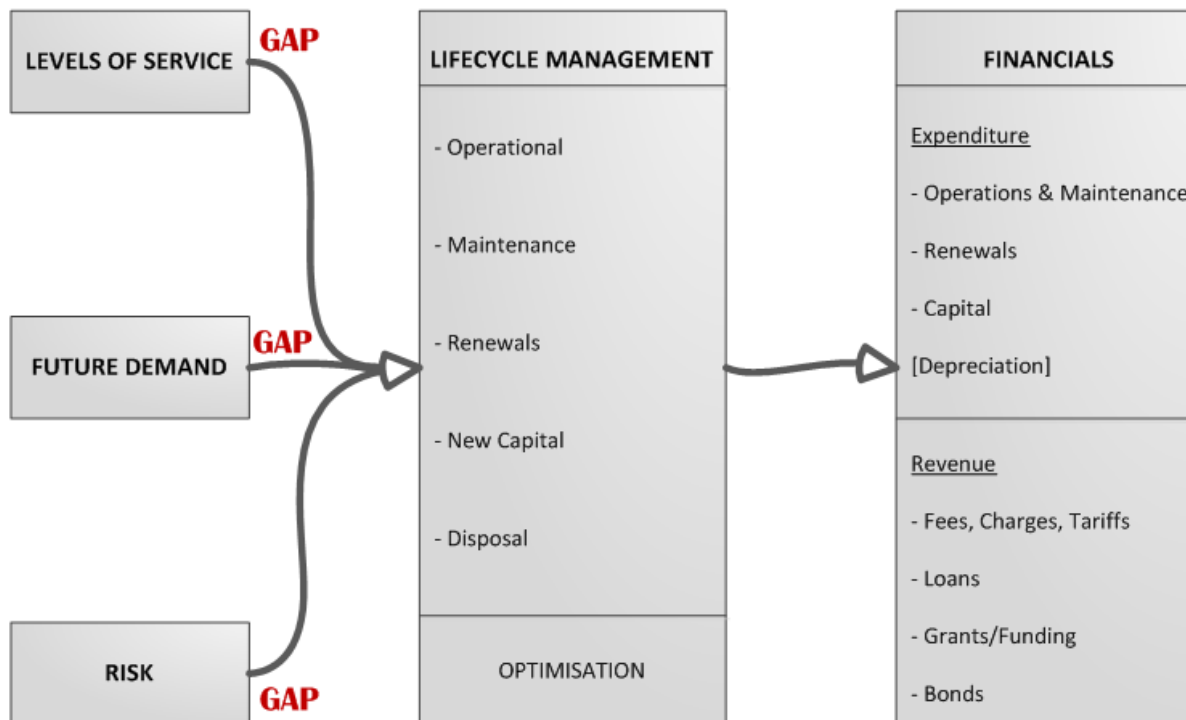 LEVELS OF SERVICE
GAP
FUTURE DEMAND
GAP
RISK
GAP
LIFECYCLE MANAGEMENT
- Operational
- Maintenance
- Renewals
- New Capital
- Disposal
OPTIMISATION
FINANCIALS
Expenditure
- Operations & Maintenance
- Renewals
- Capital
[Depreciation]
Revenue
- Fees, Charges, Tariffs
- Loans
- Grants/Funding
- Bonds